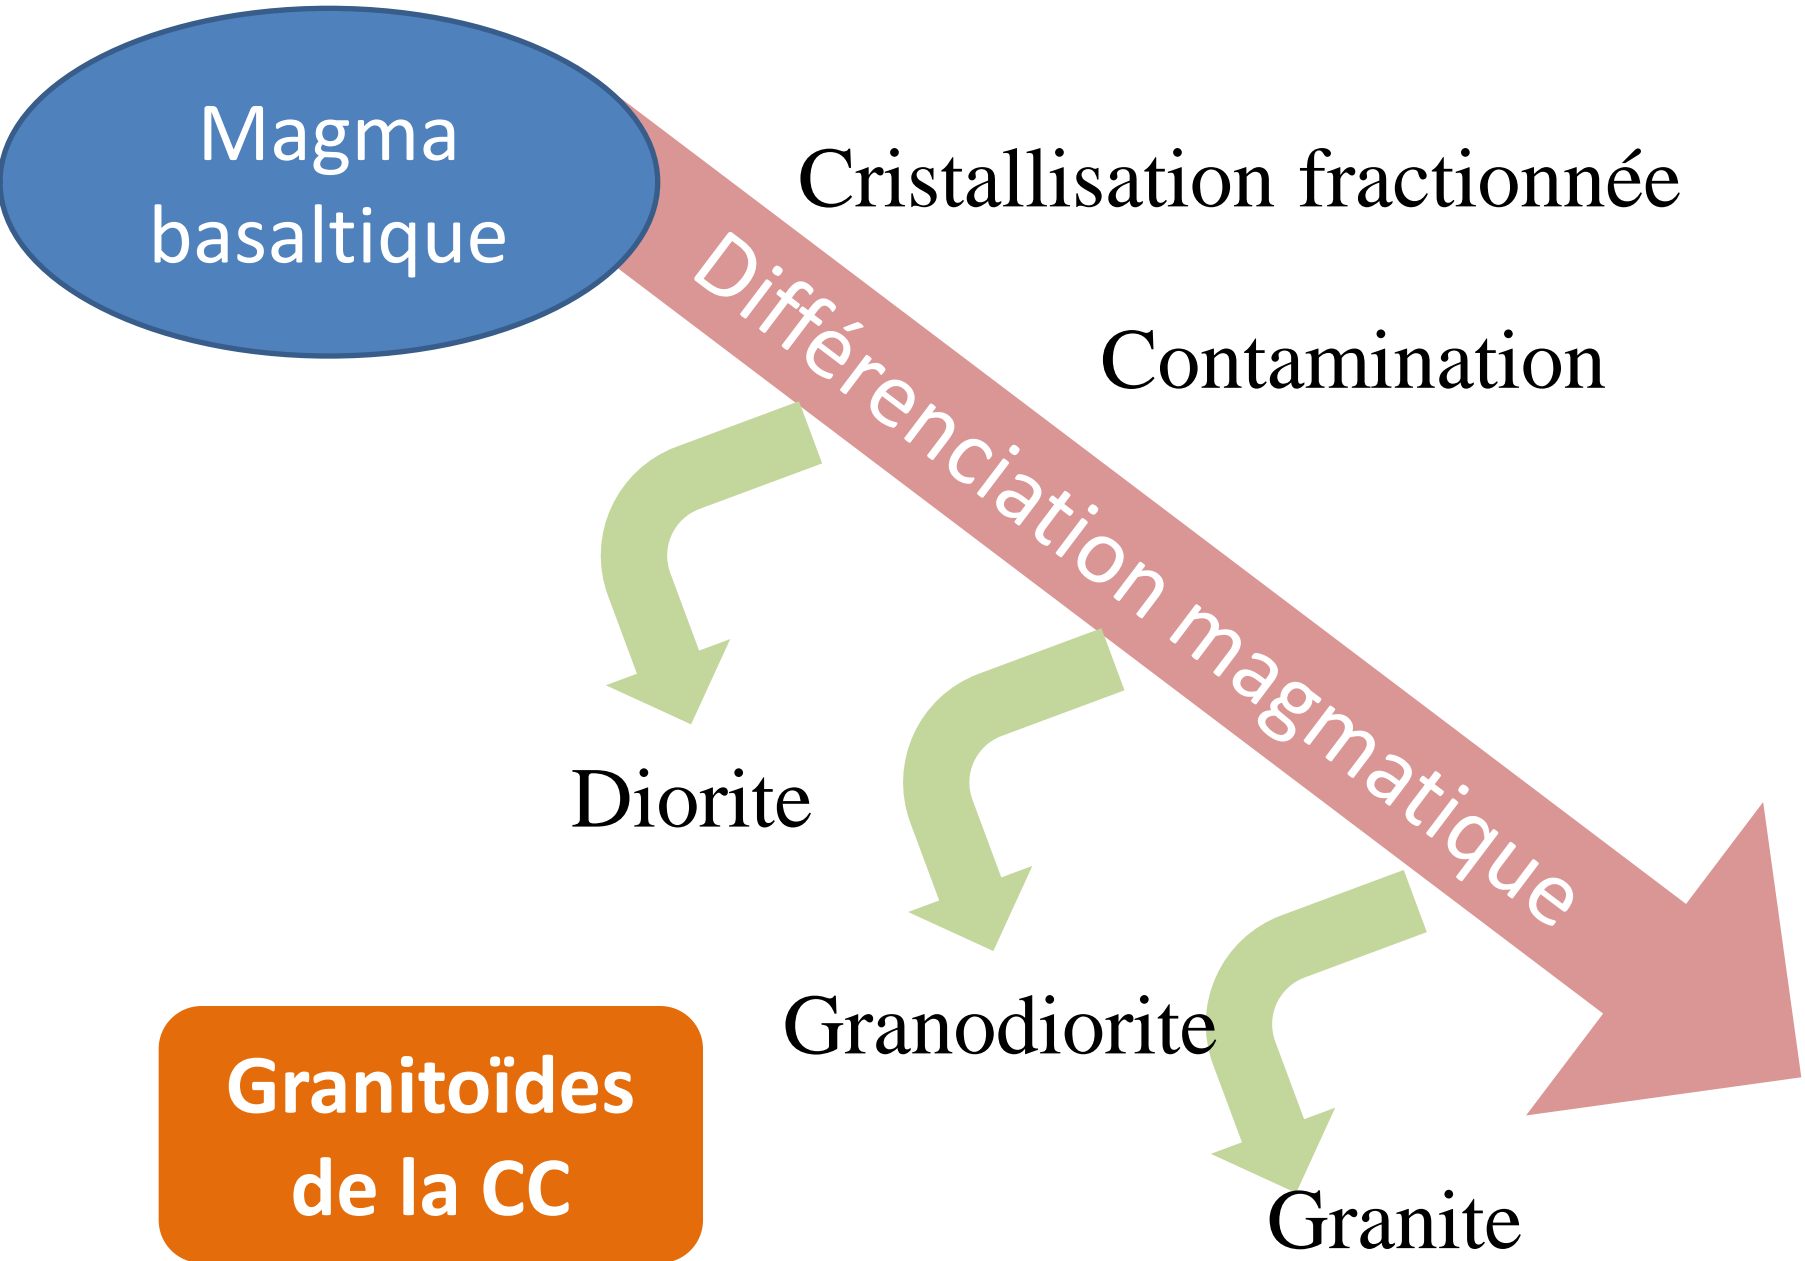 Magma
basaltique
Cristallisation fractionnée
Contamination
Différenciation magmatique
Diorite
Granodiorite
Granite
Granitoïdes
de la CC